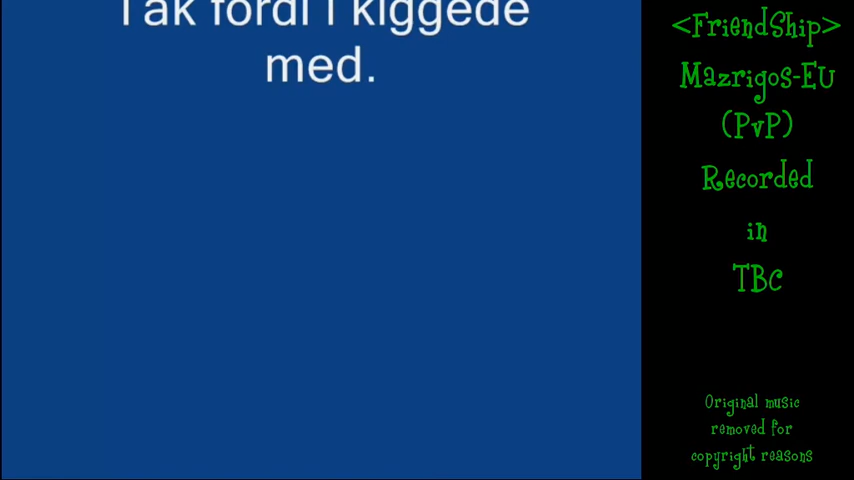 Tak fordi I kiggede
med.
<FriendShip>
Mazrigos-EU
(PvP)
Recorded
in
TBC
Original music
removed for
copyright reasons